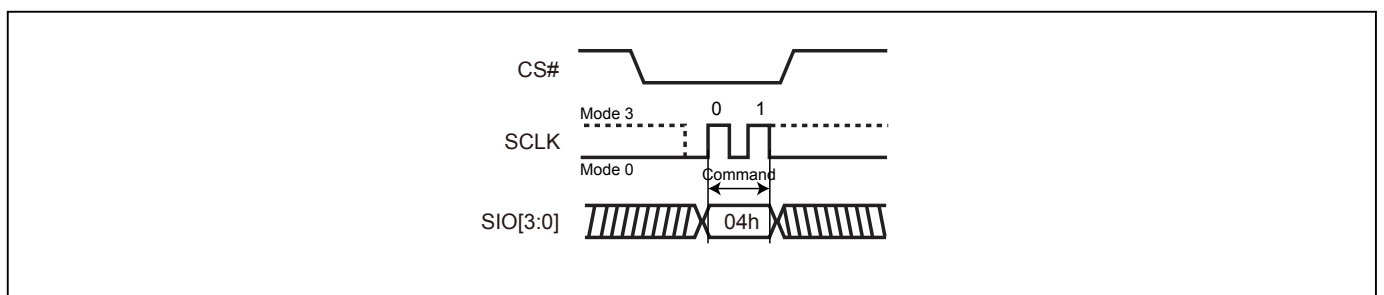 CS#
Mode 3
0 1
SCLK
Mode 0
Command
SIO[3:0]
04h